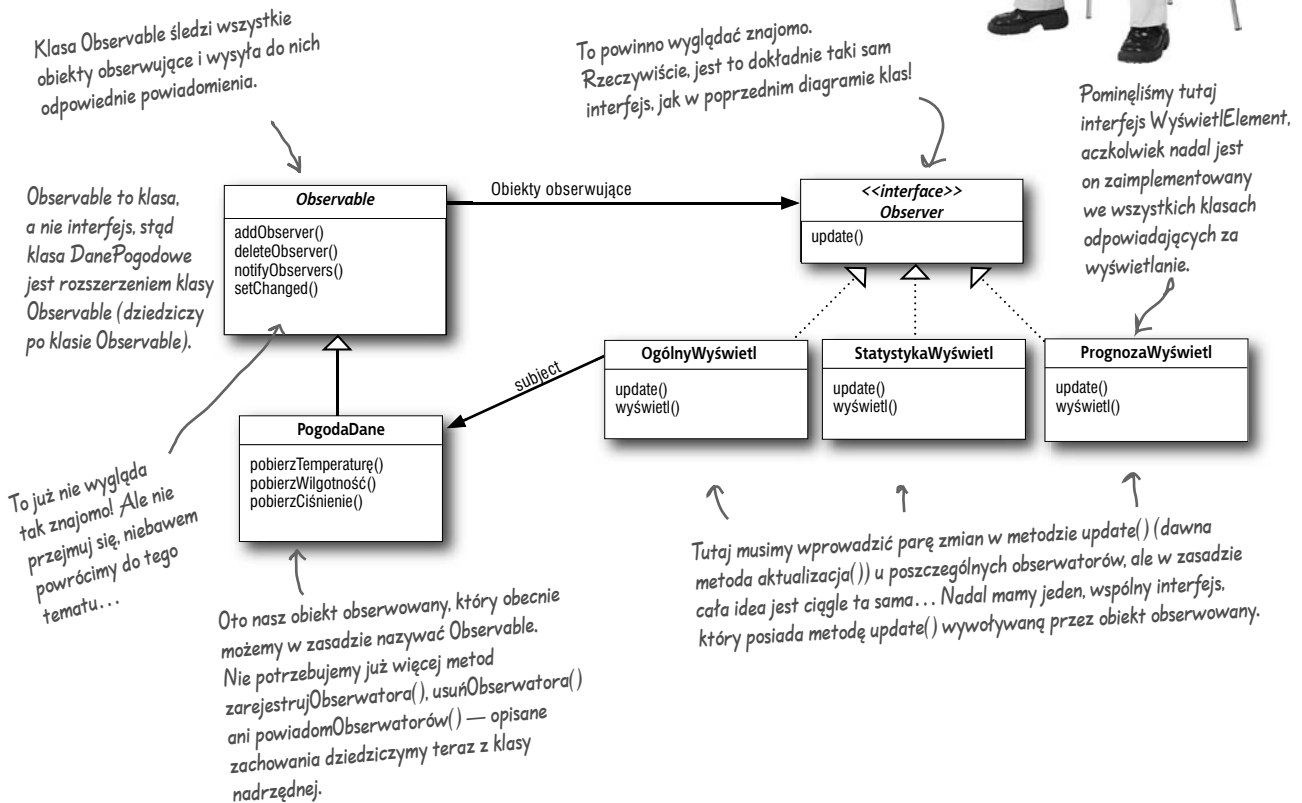 Klasa Observable śledzi wszystkie
obiekty obserwujące i wysyła do nich
odpowiednie powiadomienia.
To powinno wyglądać znajomo.
Rzeczywiście, jest to dokładnie taki sam
interfejs, jak w poprzednim diagramie klas!
Pominęliśmy tutaj
interfejs WyświetlElement,
aczkolwiek nadal jest
on zaimplementowany
we wszystkich klasach
odpowiadających za
wyświetlanie.
Observable to klasa,
a nie interfejs, stąd
klasa DanePogodowe
jest rozszerzeniem klasy
Observable (dziedziczy
po klasie Observable).
Observable
addObserver()
deleteObserver()
notifyObservers()
setChanged()
Obiekty obserwujące
<<interface>>
Observer
update()
OgólnyWyświetl
update()
wyświetl()
StatystykaWyświetl
update()
wyświetl()
PrognozaWyświetl
update()
wyświetl()
subject
PogodaDane
pobierzTemperaturę()
pobierzWilgotność()
pobierzCiśnienie()
To już nie wygląda
tak znajomo! Ale nie
przejmuj się, niebawem
powrócimy do tego
tematu...
Oto nasz obiekt obserwowany, który obecnie
możemy w zasadzie nazywać Observable.
Nie potrzebujemy już więcej metod
zarejestrujObserwatora(), usuńObserwatora()
ani powiadomObserwatorów() — opisane
zachowania dziedziczymy teraz z klasy
nadrzędnej.
Tutaj musimy wprowadzić parę zmian w metodzie update() (dawna
metoda aktualizacja()) u poszczególnych obserwatorów, ale w zasadzie
cała idea jest ciągle ta sama... Nadal mamy jeden, wspólny interfejs,
który posiada metodę update() wywoływaną przez obiekt obserwowany.